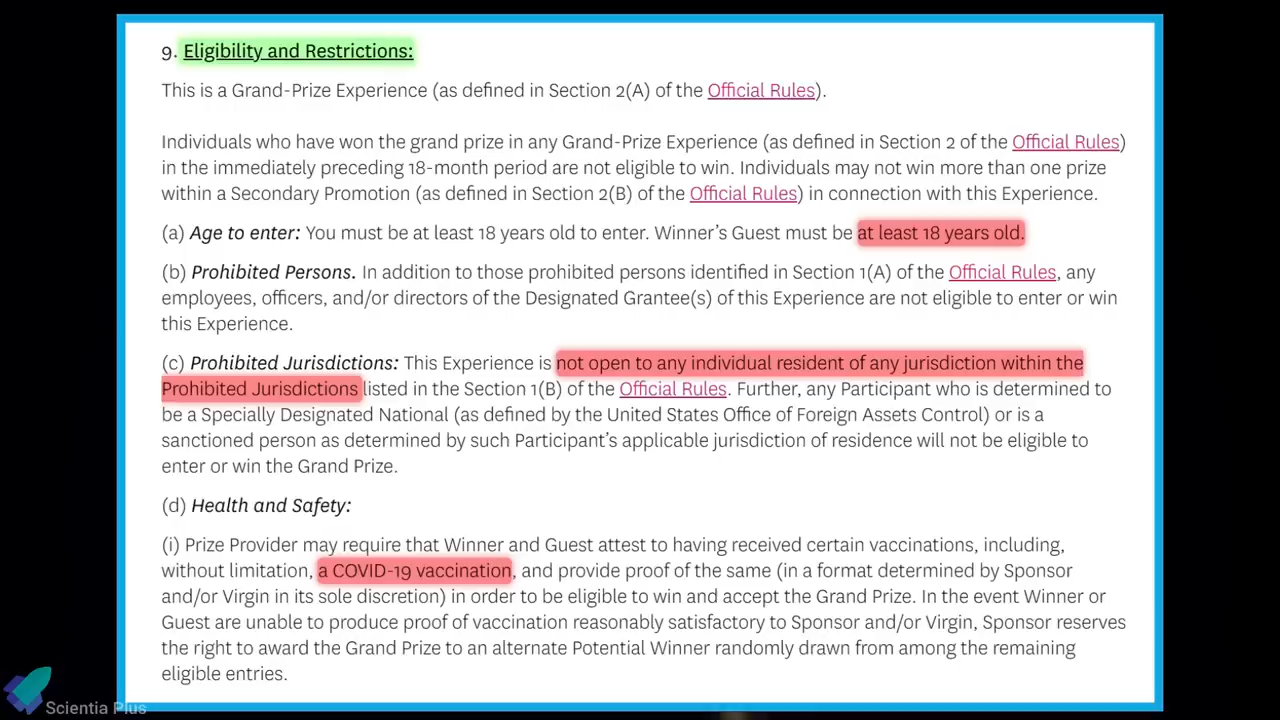 9. Eligibility and Restrictions:
This is a Grand-Prize Experience (as defined in Section 2(A) of the Official Rules).
Individuals who have won the grand prize in any Grand-Prize Experience (as defined in Section 2 of the Official Rules)
in the immediately preceding 18-month period are not eligible to win. Individuals may not win more than one prize
within a Secondary Promotion (as defined in Section 2(B) of the Official Rules) in connection with this Experience.
(a) Age to enter: You must be at least 18 years old to enter. Winner’s Guest must be at least 18 years old.
(b) Prohibited Persons. In addition to those prohibited persons identified in Section 1(A) of the Official Rules, any
employees, officers, and/or directors of the Designated Grantee(s) of this Experience are not eligible to enter or win
this Experience.
(c) Prohibited Jurisdictions: This Experience is not open to any individual resident of any jurisdiction within the
Prohibited Jurisdictions listed in the Section 1(B) of the Official Rules. Further, any Participant who is determined to
be a Specially Designated National (as defined by the United States Office of Foreign Assets Control) or is a
sanctioned person as determined by such Participant’s applicable jurisdiction of residence will not be eligible to
enter or win the Grand Prize.
(d) Health and Safety:
(i) Prize Provider may require that Winner and Guest attest to having received certain vaccinations, including,
without limitation, a COVID-19 vaccination, and provide proof of the same (in a format determined by Sponsor
and/or Virgin in its sole discretion) in order to be eligible to win and accept the Grand Prize. In the event Winner or
Guest are unable to produce proof of vaccination reasonably satisfactory to Sponsor and/or Virgin, Sponsor reserves
the right to award the Grand Prize to an alternate Potential Winner randomly drawn from among the remaining
eligible entries.
Scientia Plus